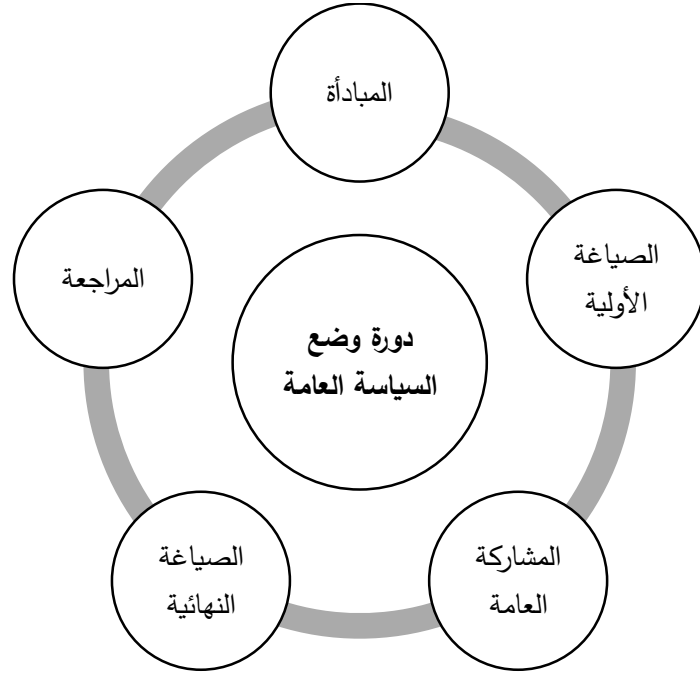 المبادأة
الصياغة
الأولية
المشاركة
العامة
الصياغة
النهائية
المراجعة
دورة وضع
السياسة العامة